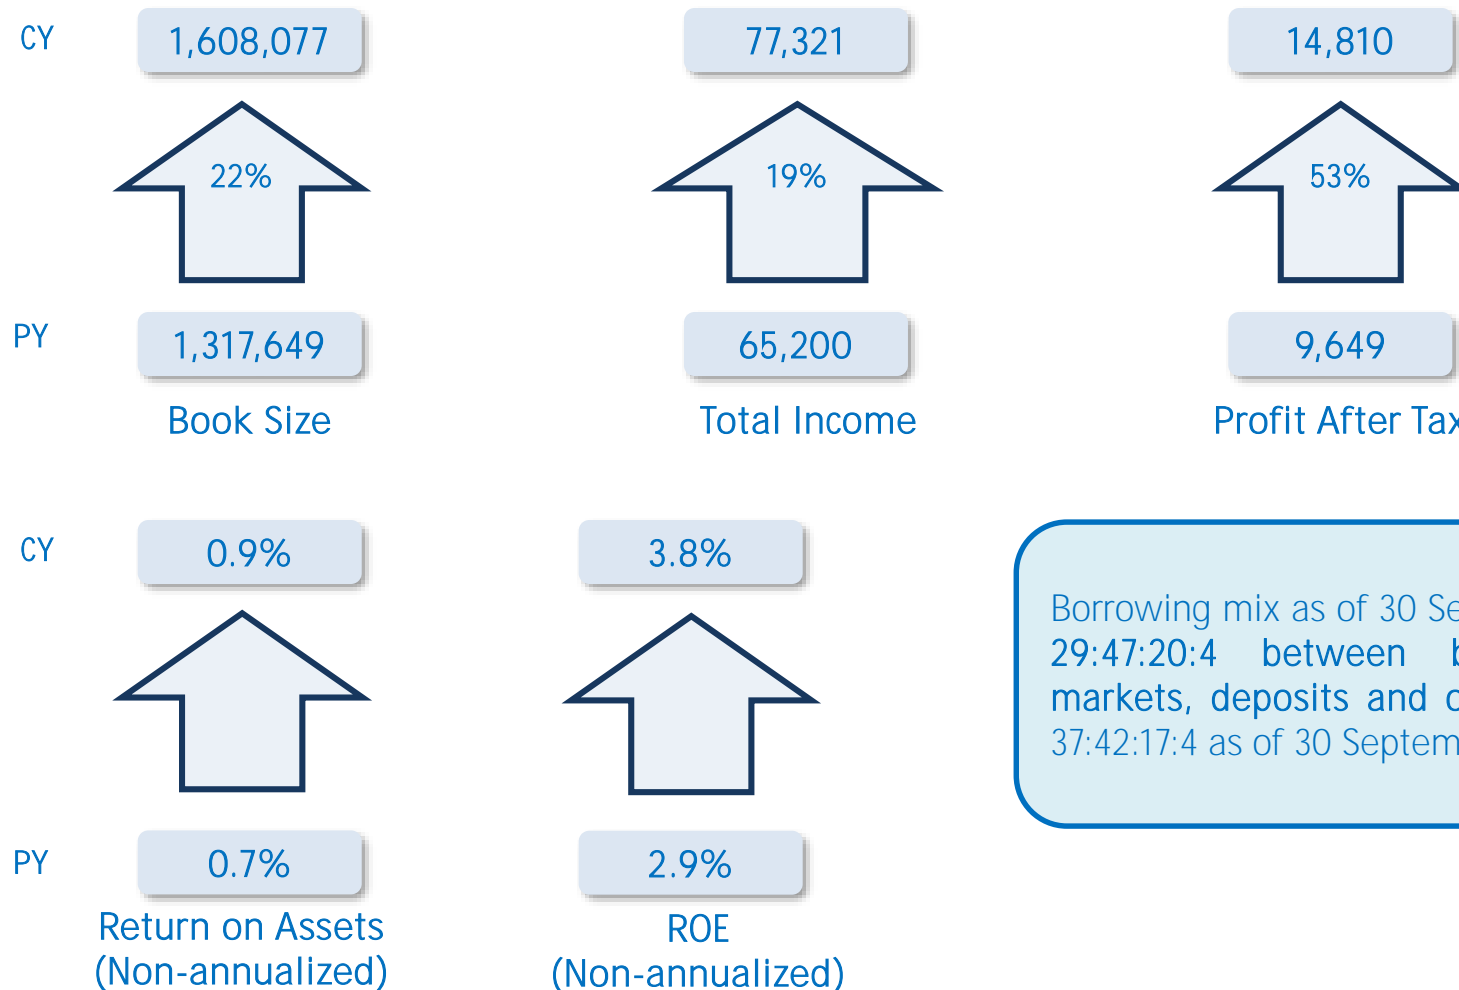 CY 1,608,077 77,321 14,810
22% 19% 53%
PY 1,317,649 65,200 9,649
Book Size Total Income Profit After Tax
CY 0.9% 3.8%
Borrowing mix as of 30
29:47:20:4 between
markets, deposits and
37:42:17:4 as of 30
PY 0.7% 2.9%
Return on Assets ROE
(Non-annualized) (Non-annualized)